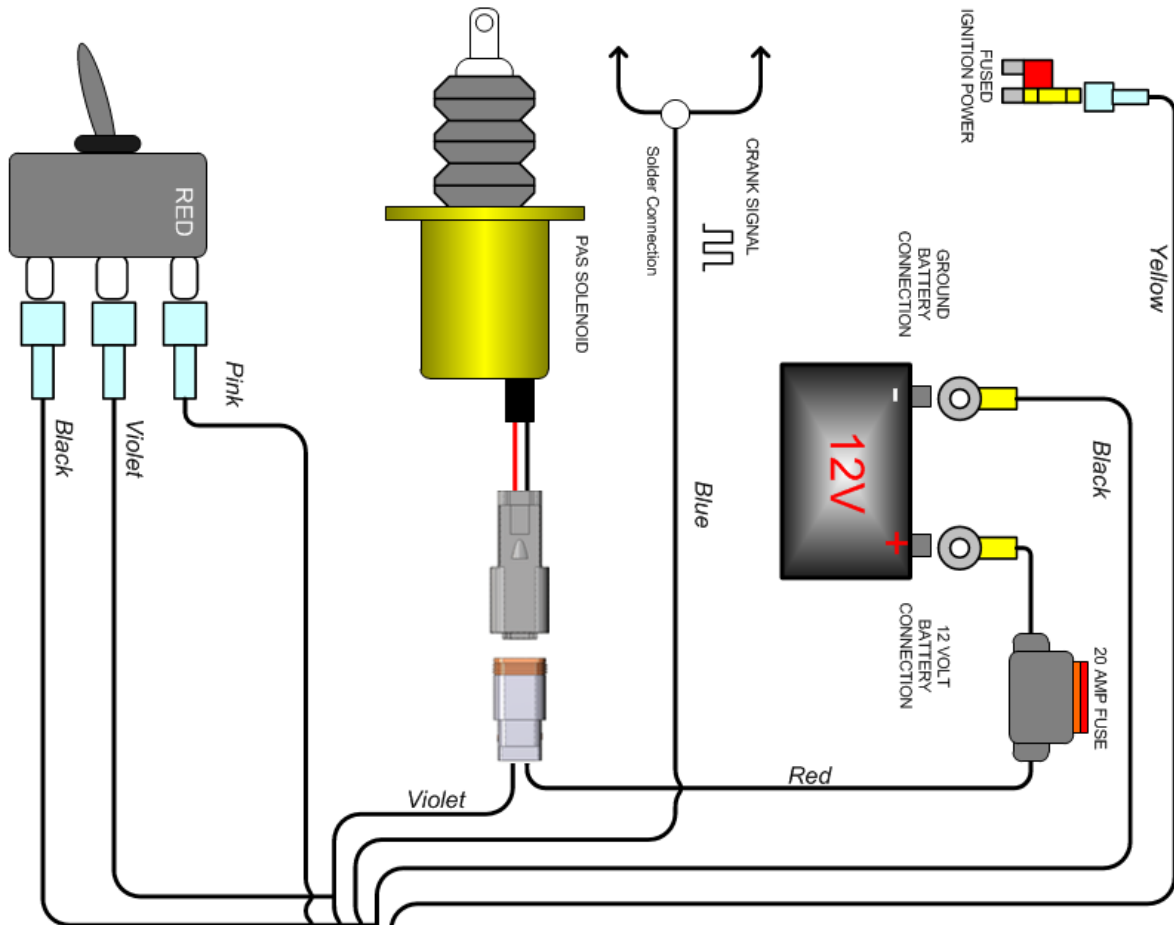 RED
Black
Violet
Pink
PAS SOLENOID
Violet
Solder Connection
CRANK SIGNAL
Blue
FUSED
IGNITION POWER
Yellow
GROUND
BATTERY
CONNECTION
-
12V
+
Black
12 VOLT
BATTERY
CONNECTION
20 AMP FUSE
Red